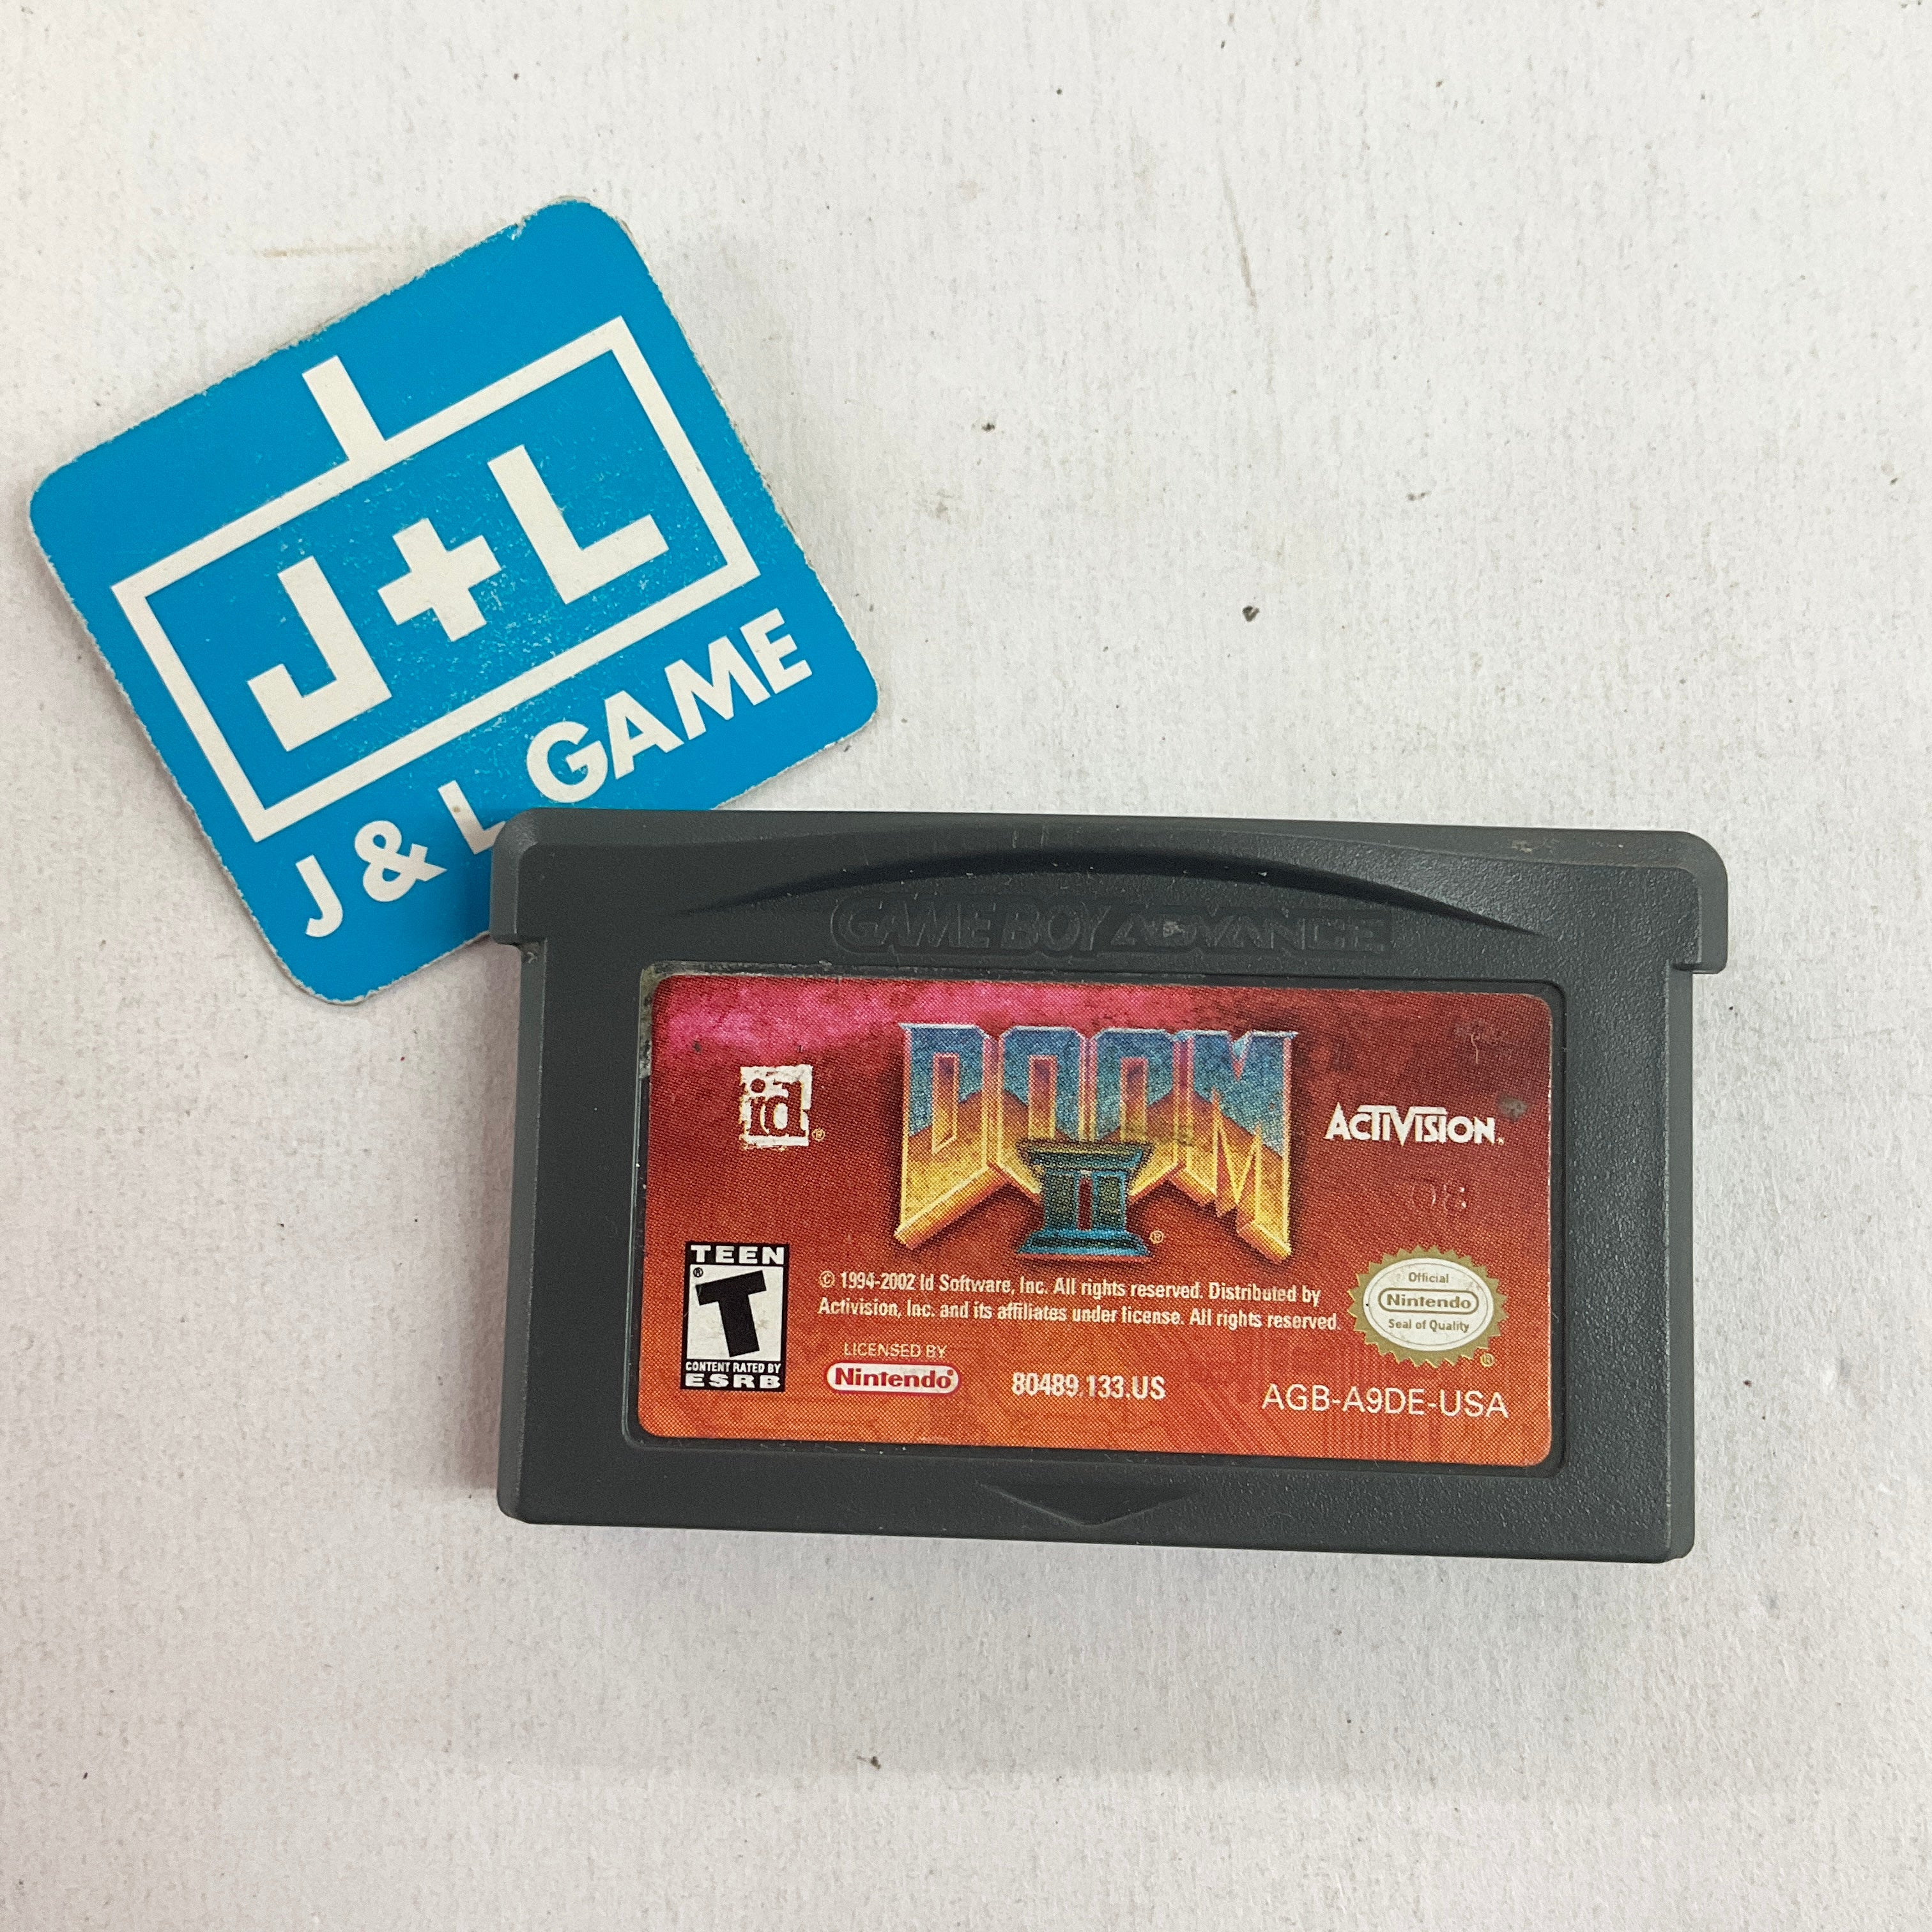 J+L
J & L GAME
GAME BOY ADVANCE
id®
DOOM
II®
ACTIVISION.
08
TEEN
T®
CONTENT RATED BY
ESRB
© 1994-2002 Id Software, Inc. All rights reserved. Distributed by
Activision, Inc. and its affiliates under license. All rights reserved.
LICENSED BY
Nintendo®
80489.133.US
Official
Nintendo
Seal of Quality
®
AGB-A9DE-USA